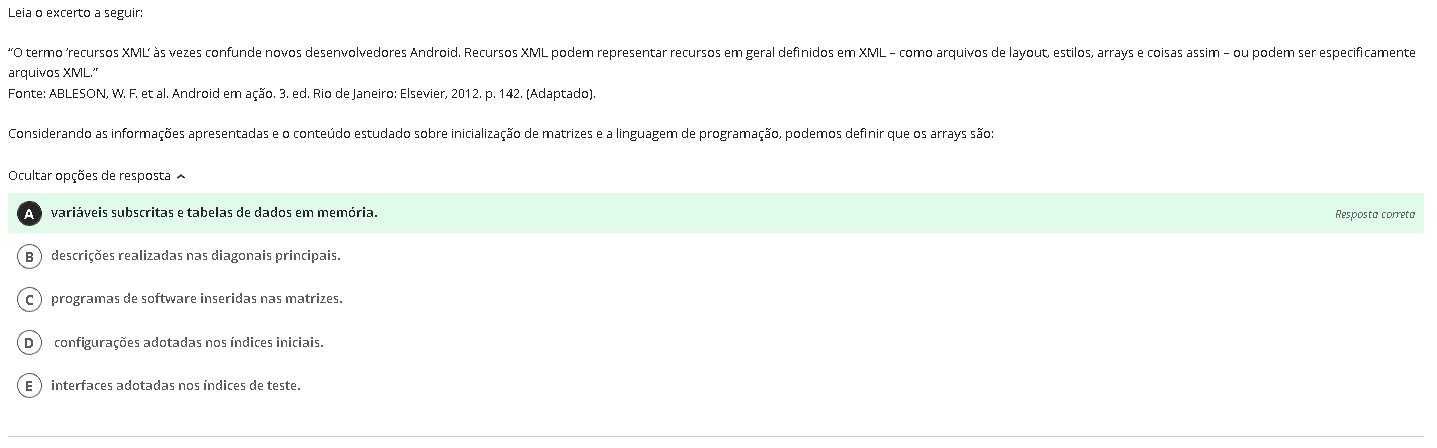 Leia o excerto a seguir:
“O termo ‘recursos XML’ às vezes confunde novos desenvolvedores Android. Recursos XML podem representar recursos em geral definidos em XML – como arquivos de layout, estilos, arrays e coisas assim – ou podem ser especificamente
arquivos XML.”
Fonte: ABLESON, W. F. et al. Android em ação. 3. ed. Rio de Janeiro: Elsevier, 2012. p. 142. (Adaptado).
Considerando as informações apresentadas e o conteúdo estudado sobre inicialização de matrizes e a linguagem de programação, podemos definir que os arrays são:
Ocultar opções de resposta
A variáveis subscritas e tabelas de dados em memória. Resposta correta
B descrições realizadas nas diagonais principais.
C programas de software inseridas nas matrizes.
D configurações adotadas nos índices iniciais.
E interfaces adotadas nos índices de teste.